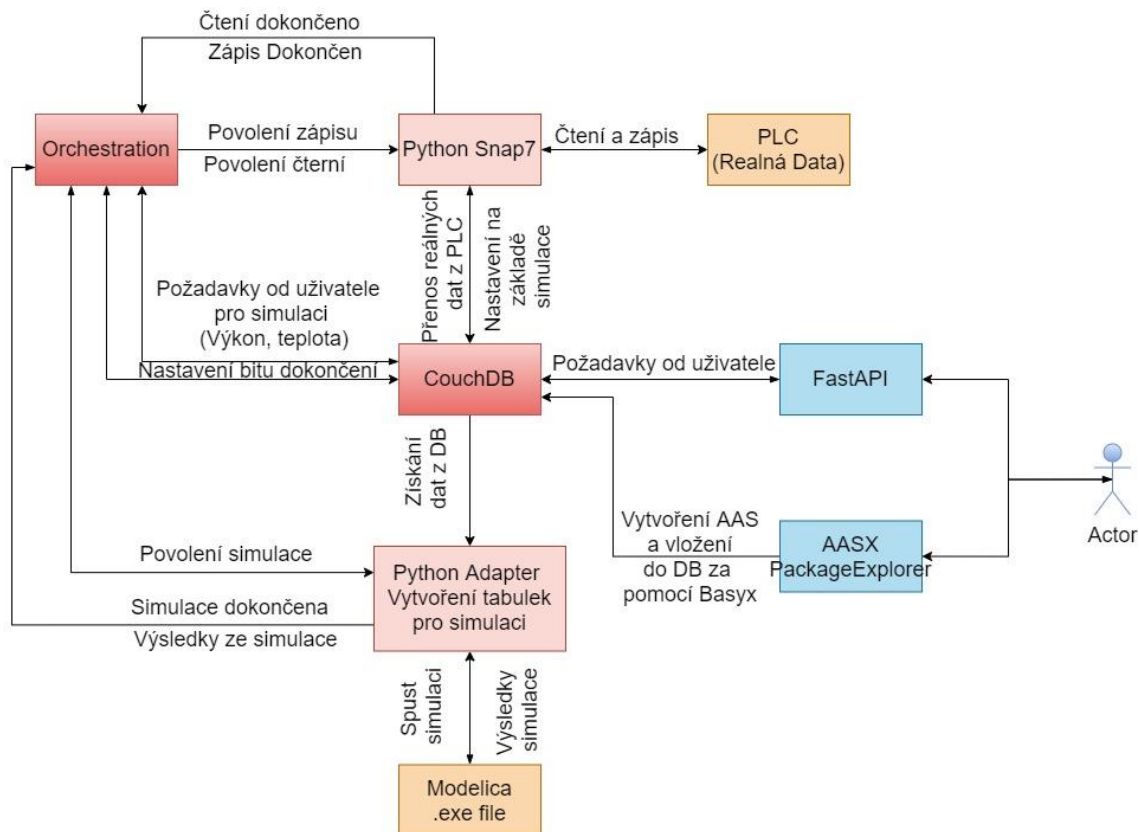 Čtení dokončeno
Zápis Dokončen
Orchestration
Povolení zápisu
Povolení čterní
Python Snap7
Čtení a zápis
PLC
(Realná Data)
Přenos reálných
dat z PLC
Nastavení na
základě
simulace
Požadavky od uživatele
pro simulaci
(Výkon, teplota)
Nastavení bitu dokončení
CouchDB
Požadavky od uživatele
FastAPI
Získání
dat z DB
Actor
Vytvoření AAS
a vložení
do DB za
pomocí Basyx
AASX
PackageExplorer
Povolení simulace
Python Adapter
Vytvoření tabulek
pro simulaci
Simulace dokončena
Výsledky ze simulace
Spust
simulaci
Výsledky
simulace
Modelica
.exe file